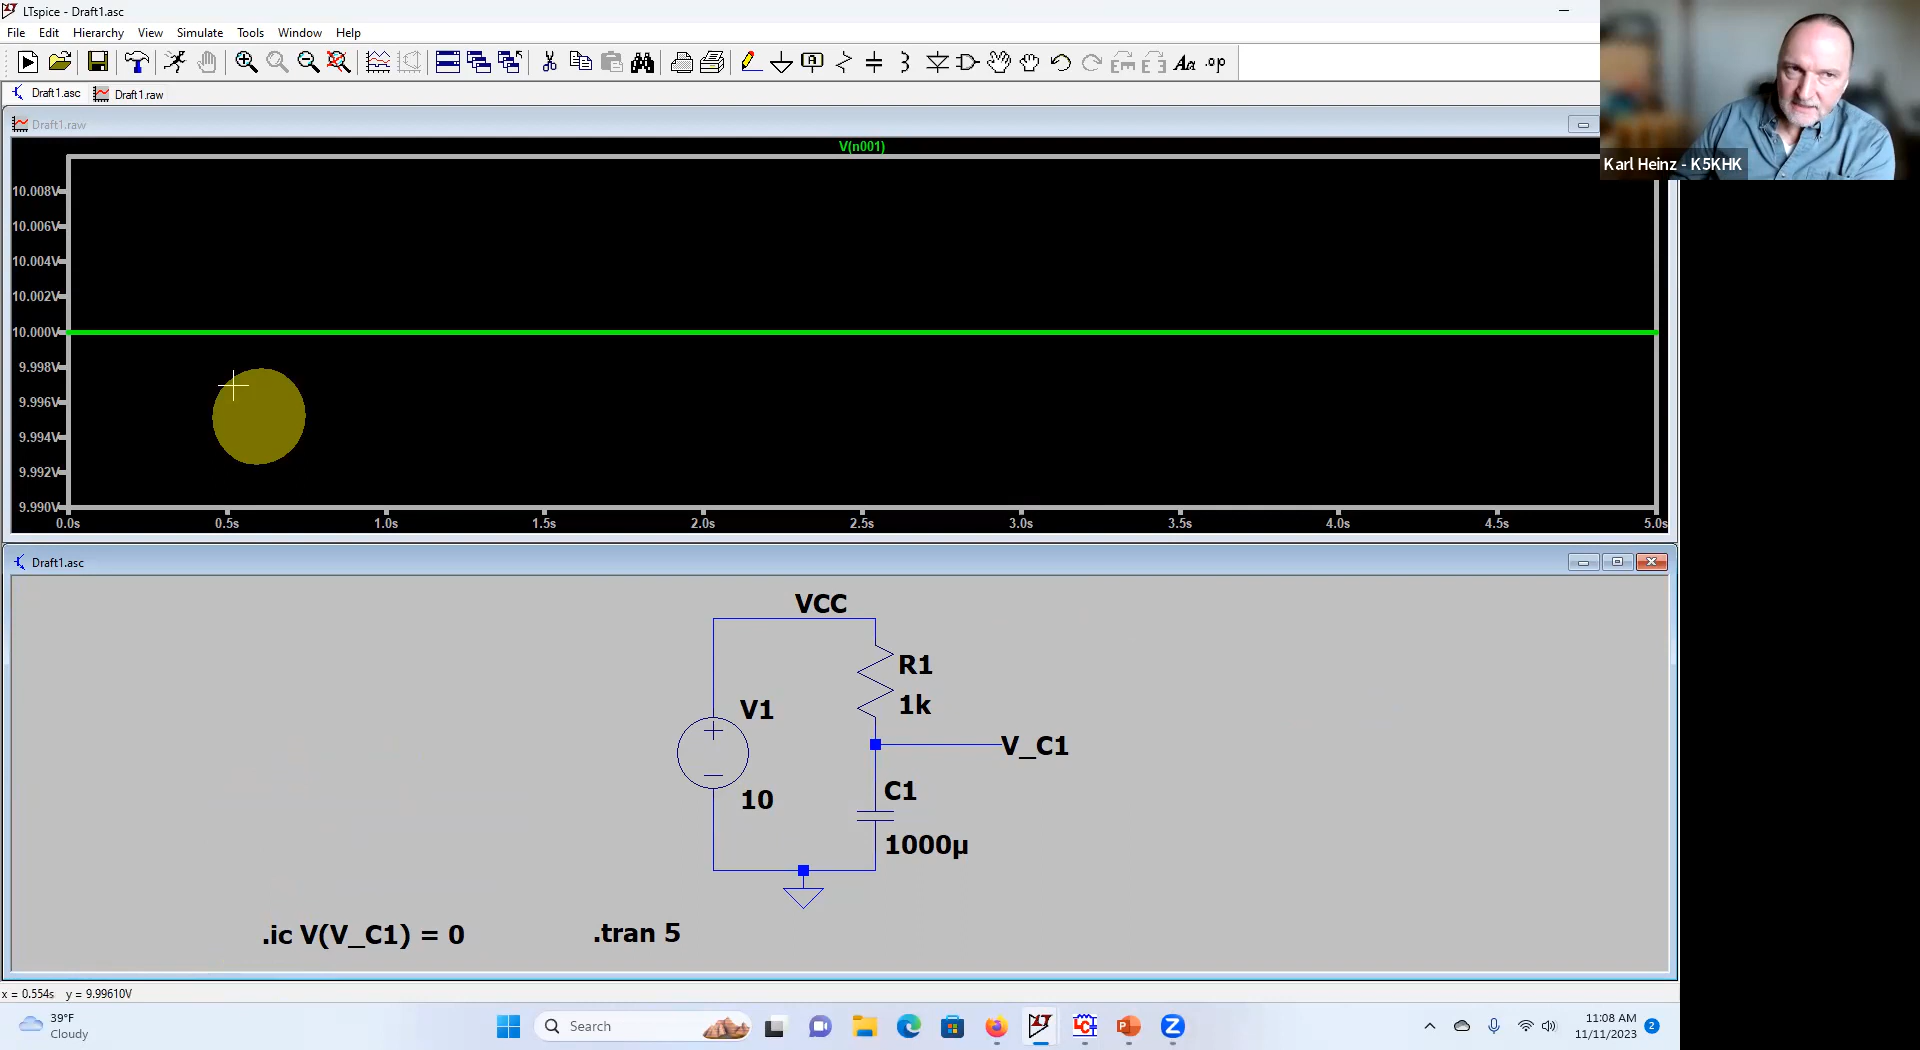 LTspice - Draft1.asc
File Edit Hierarchy View Simulate Tools Window Help
.op
Draft1.asc Draft1.raw
Draft1.raw
V(n001)
10.008V
10.006V
10.004V
10.002V
10.000V
9.998V
9.996V
9.994V
9.992V
9.990V
0.0s 0.5s 1.0s 1.5s 2.0s 2.5s 3.0s 3.5s 4.0s 4.5s 5.0s
Karl Heinz - K5KHK
Draft1.asc
VCC
R1
1k
V1
V_C1
C1
10
1000µ
.ic V(V_C1) = 0 .tran 5
x = 0.554s y = 9.99610V
39°F
Cloudy
Search
11:08 AM
11/11/2023
2